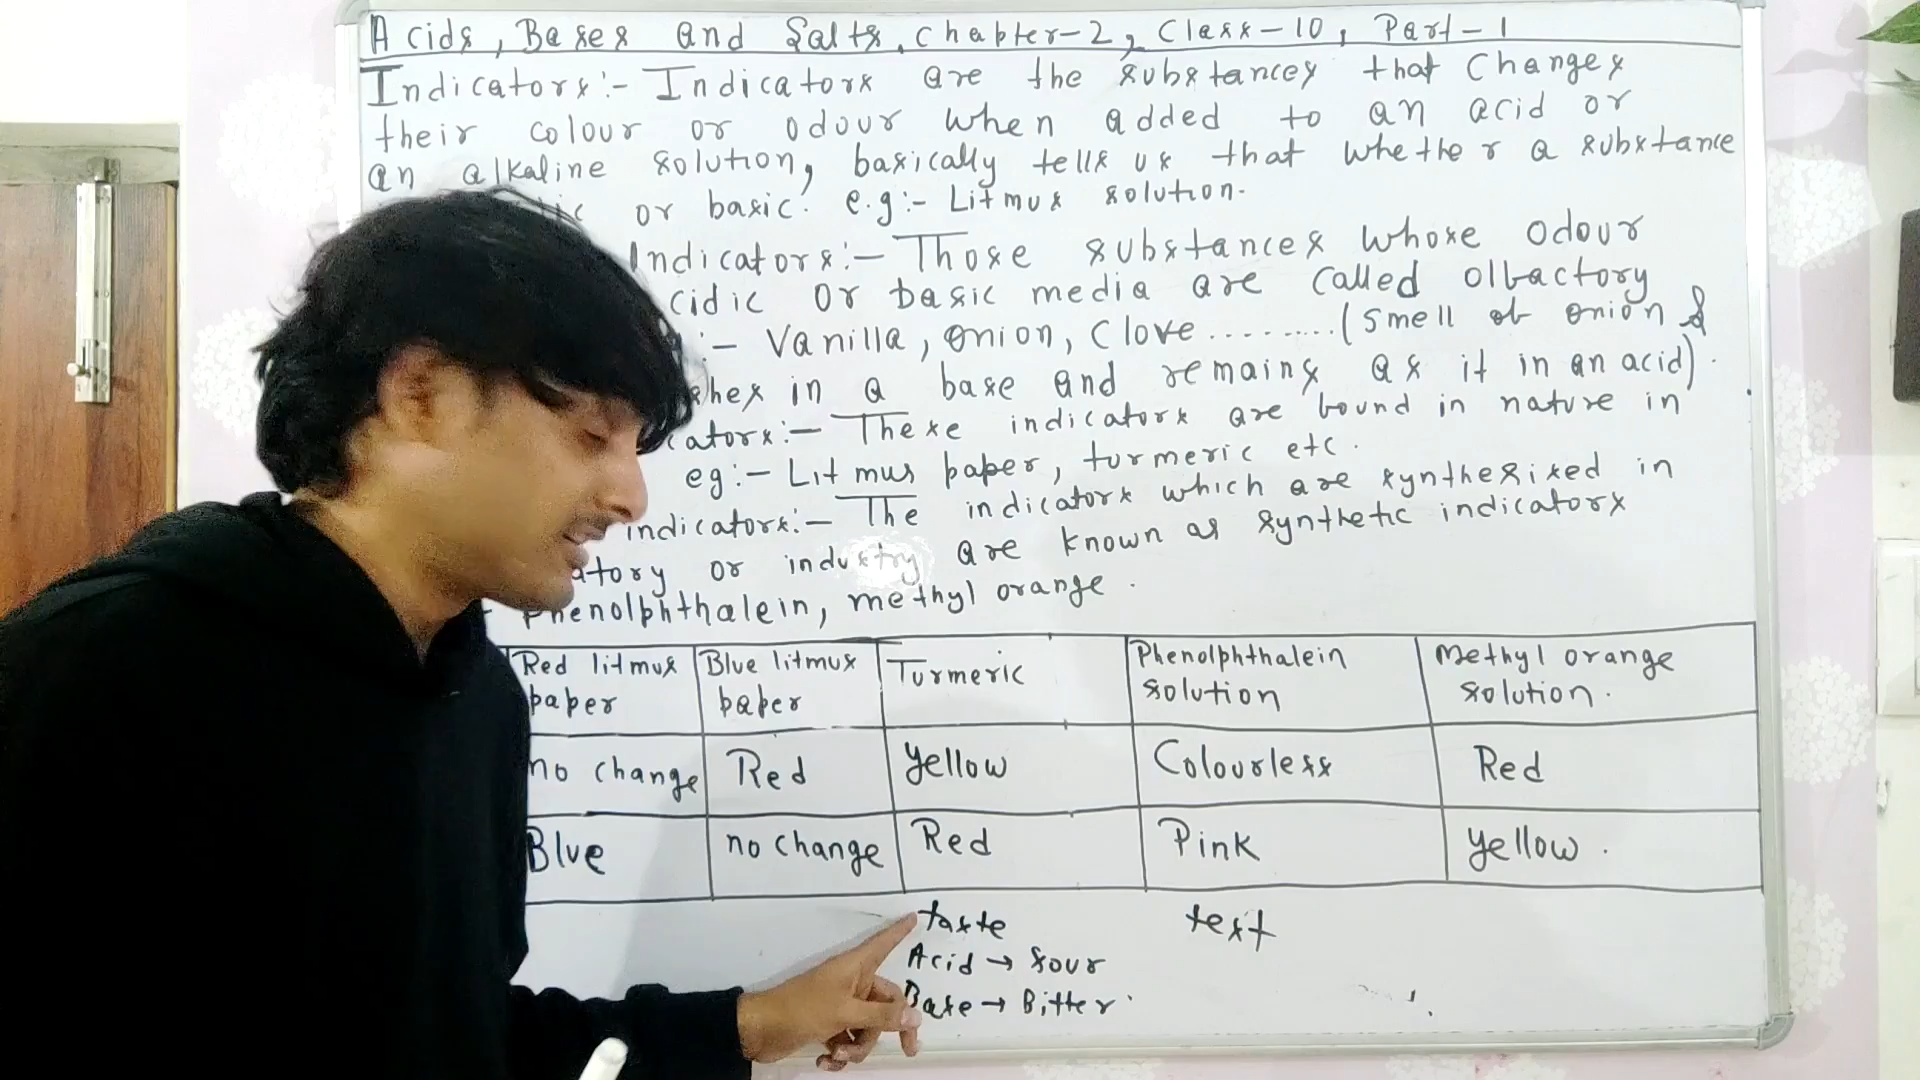 Acids, Bases and Salts, Chapter-2, Class-10, Part-1
Indicators:- Indicators are the substances that Changes
their colour or odour when added to an acid or
an alkaline solution, basically tells us that whether a substance
or basic. e.g:- Litmus solution.
Indicators:- Those substances whose odour
cidic or basic media are called olfactory
:- Vanilla, onion, Clove..........(Smell of onion &
shes in a base and remains as it in an acid).
cators:- These indicators are found in nature in
eg:- Litmus paper, turmeric etc.
indicators:- The indicators which are synthesised in
atory or industry are known as synthetic indicators
Phenolphthalein, methyl orange.
Red litmus paper Blue litmus paper Turmeric Phenolphthalein solution Methyl orange solution.
no change Red Yellow Colourless Red
Blue no change Red Pink Yellow.
taste test
Acid → Sour
Base → Bitter.